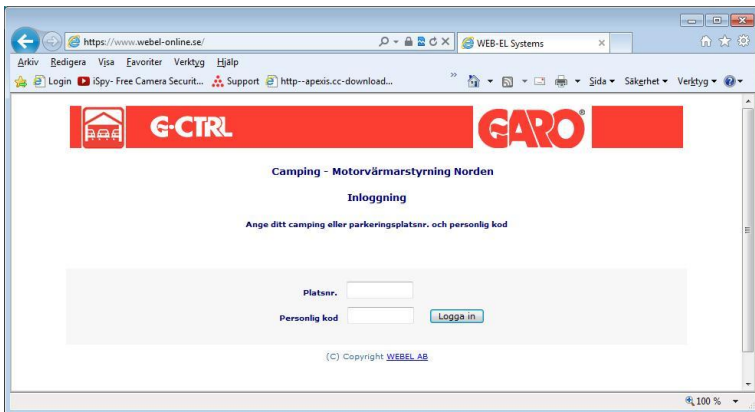 https://www.webel-online.se/
WEB-EL Systems
Arkiv Redigera Visa Favoriter Verktyg Hjälp
Login iSpy- Free Camera Securit... Support http--apexis.cc-download... » Sida Säkerhet Verktyg
G-CTRL GARO®
Camping - Motorvärmarstyrning Norden
Inloggning
Ange ditt camping eller parkeringsplatsnr. och personlig kod
Platsnr.
Personlig kod Logga in
(C) Copyright WEBEL AB
100 %